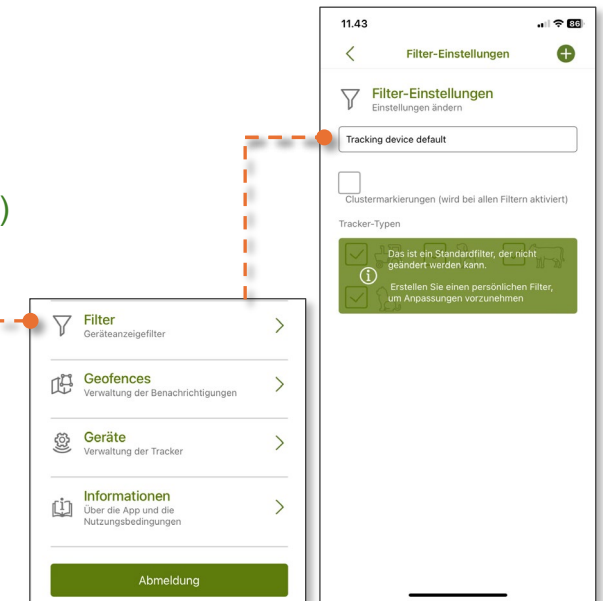 )
Filter
Geräteanzeigefilter
Geofences
Verwaltung der Benachrichtigungen
Geräte
Verwaltung der Tracker
Informationen
Über die App und die
Nutzungsbedingungen
Abmeldung
11.43
86
Filter-Einstellungen
Filter-Einstellungen
Einstellungen ändern
Tracking device default
Clustermarkierungen (wird bei allen Filtern aktiviert)
Tracker-Typen
Das ist ein Standardfilter, der nicht
geändert werden kann.
Erstellen Sie einen persönlichen Filter,
um Anpassungen vorzunehmen